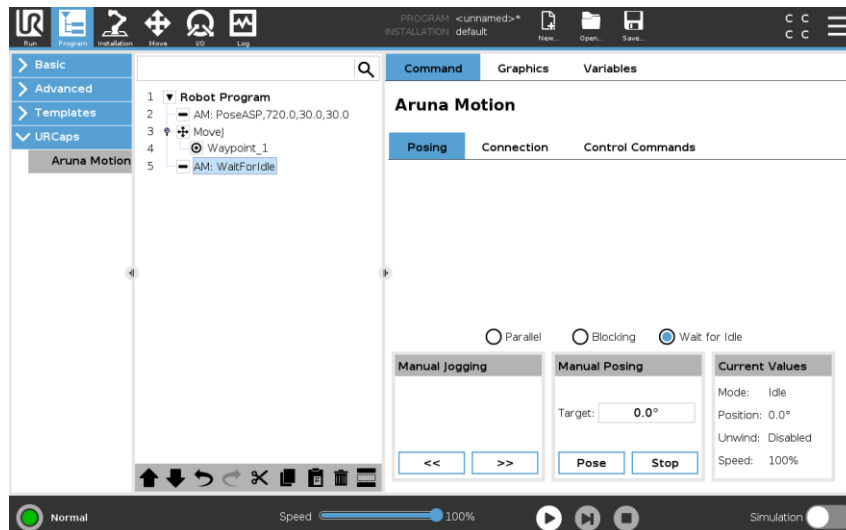 UR
PROGRAM <unnamed>*
INSTALLATION default
Run Program Installation Move I/O Log New... Open... Save...
C C
C C
Basic
Advanced
Templates
URCaps
Aruna Motion
1 Robot Program
2 AM: PoseASP,720.0,30.0,30.0
3 MoveJ
4 Waypoint_1
5 AM: WaitForIdle
Command Graphics Variables
Aruna Motion
Posing Connection Control Commands
Parallel Blocking Wait for Idle
Manual Jogging
<< >>
Manual Posing
Target: 0.0°
Pose Stop
Current Values
Mode: Idle
Position: 0.0°
Unwind: Disabled
Speed: 100%
Normal Speed 100% Simulation